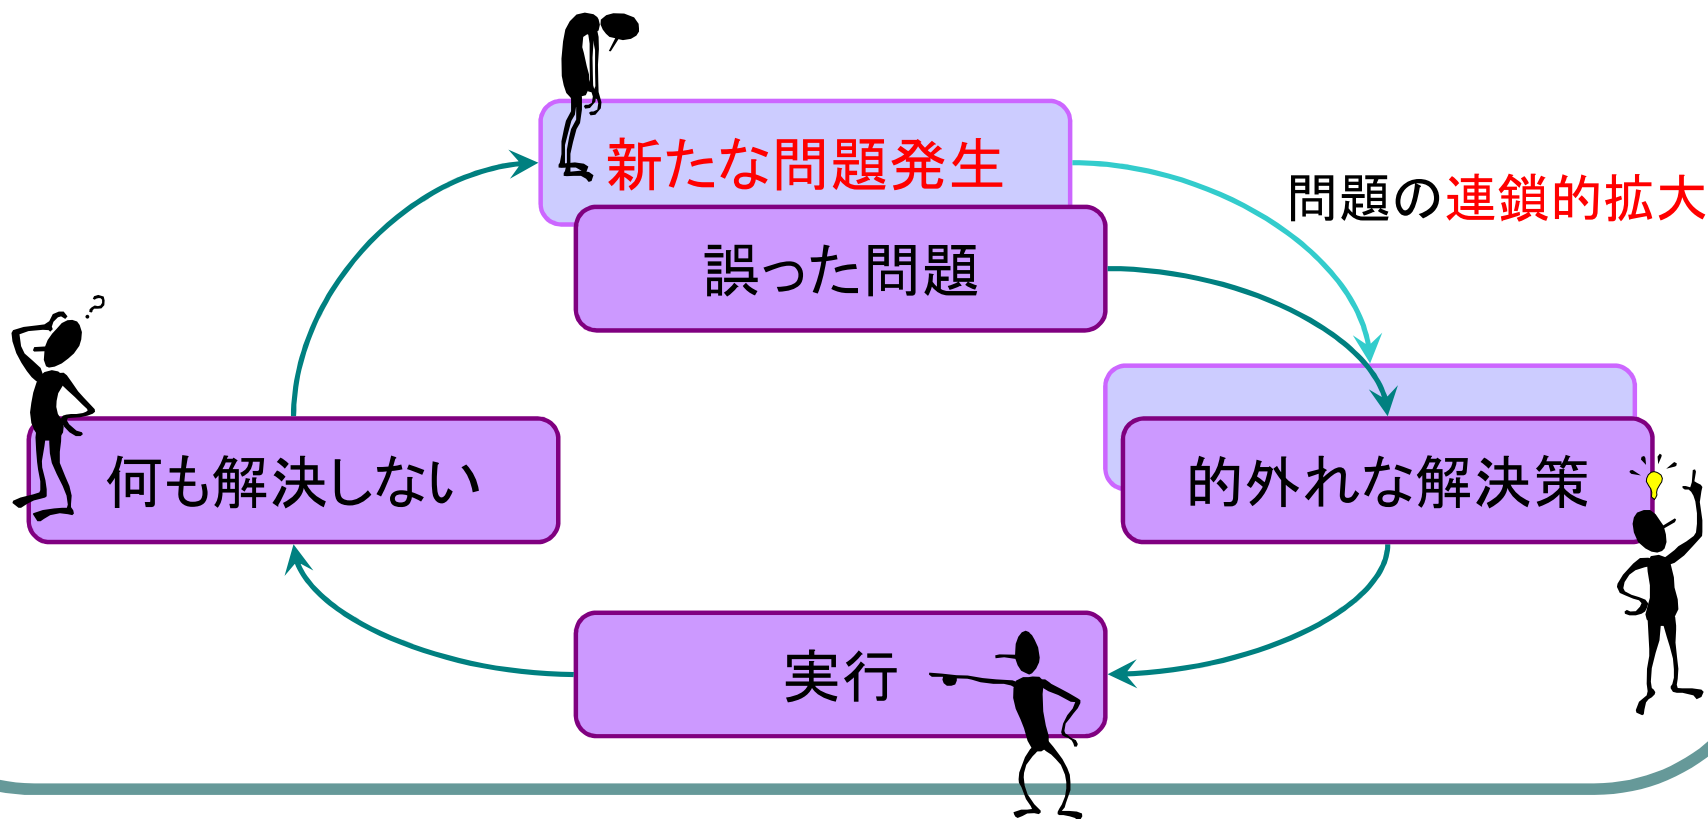 新たな問題発生
問題の連鎖的拡大
誤った問題
何も解決しない
的外れな解決策
実行